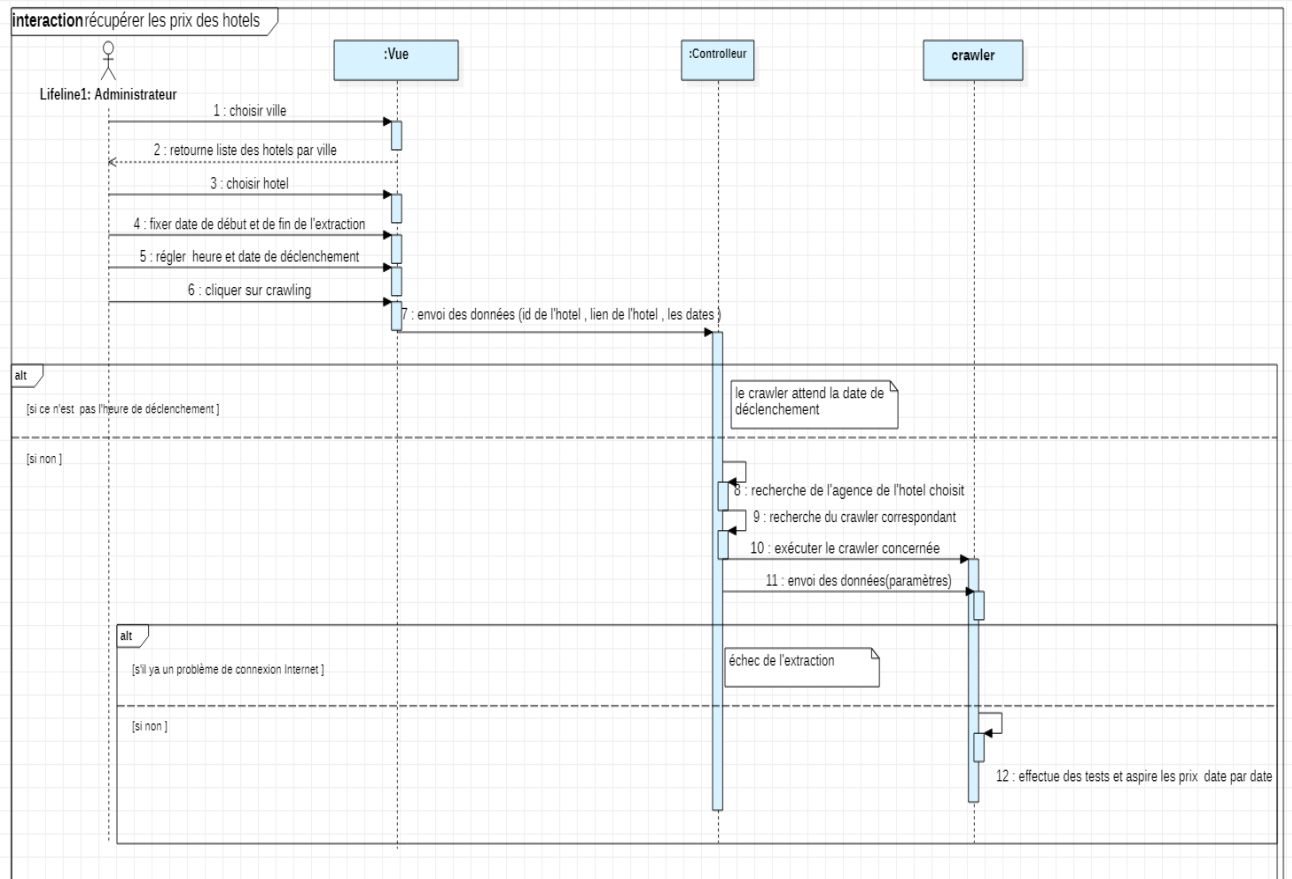 interaction récupérer les prix des hotels
:Vue
:Controlleur
crawler
Lifeline1: Administrateur
1 : choisir ville
2 : retourne liste des hotels par ville
3 : choisir hotel
4 : fixer date de début et de fin de l'extraction
5 : régler  heure et date de déclenchement
6 : cliquer sur crawling
7 : envoi des données (id de l'hotel , lien de l'hotel , les dates )
alt
le crawler attend la date de
déclenchement
[si ce n'est  pas l'heure de déclenchement ]
[si non ]
8 : recherche de l'agence de l'hotel choisit
9 : recherche du crawler correspondant
10 : exécuter le crawler concernée
11 : envoi des données(paramètres)
alt
échec de l'extraction
[s'il ya un problème de connexion Internet ]
[si non ]
12 : effectue des tests et aspire les prix  date par date